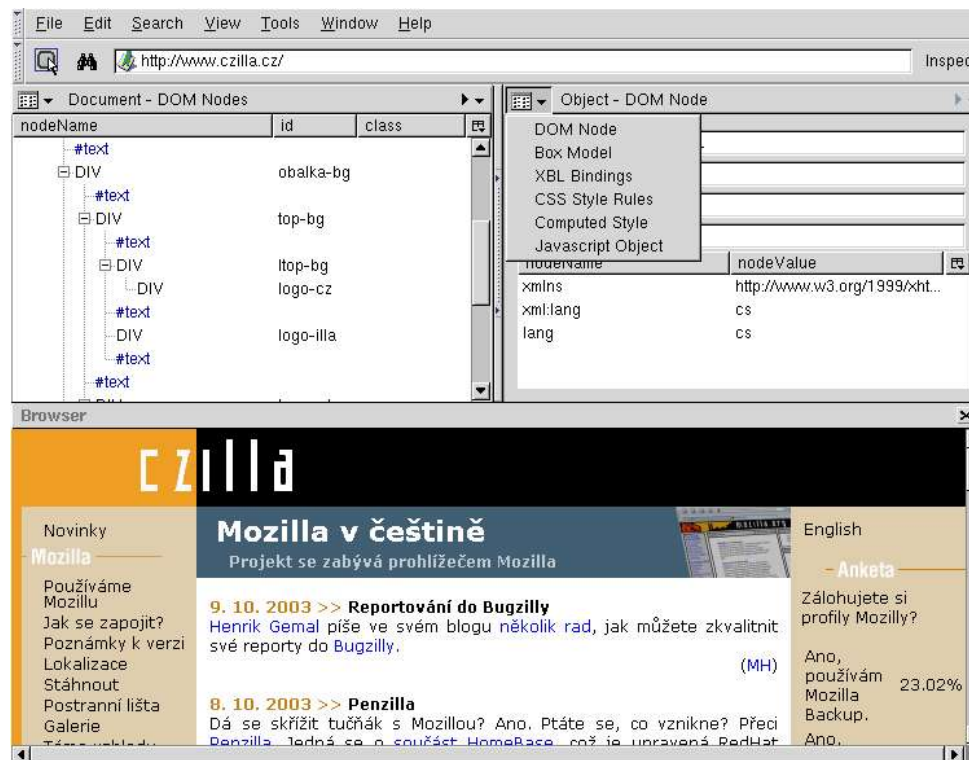 File Edit Search View Tools Window Help
http://www.czilla.cz/ Inspec
Document - DOM Nodes
nodeName id class
#text
DIV obalka-bg
#text
DIV top-bg
#text
DIV ltop-bg
DIV logo-cz
#text
DIV logo-illa
#text
#text
Object - DOM Node
DOM Node
Box Model
XBL Bindings
CSS Style Rules
Computed Style
Javascript Object
nodeName nodeValue
xmlns http://www.w3.org/1999/xht...
xml:lang cs
lang cs
Browser
czilla
Novinky
Mozilla
Používáme
Mozillu
Jak se zapojit?
Poznámky k verzi
Lokalizace
Stáhnout
Postranní lišta
Galerie
Téma vzhledu
Mozilla v češtině
Projekt se zabývá prohlížečem Mozilla
9. 10. 2003 >> Reportování do Bugzilly
Henrik Gemal píše ve svém blogu několik rad, jak můžete zkvalitnit
své reporty do Bugzilly.
(MH)
8. 10. 2003 >> Penzilla
Dá se skřížit tučňák s Mozillou? Ano. Ptáte se, co vznikne? Přeci
Penzilla. Jedná se o součást HomeBase, což je upravená RedHat
English
Anketa
Zálohujete si
profily Mozilly?
Ano,
používám
Mozilla
Backup.
23.02%
Ano,